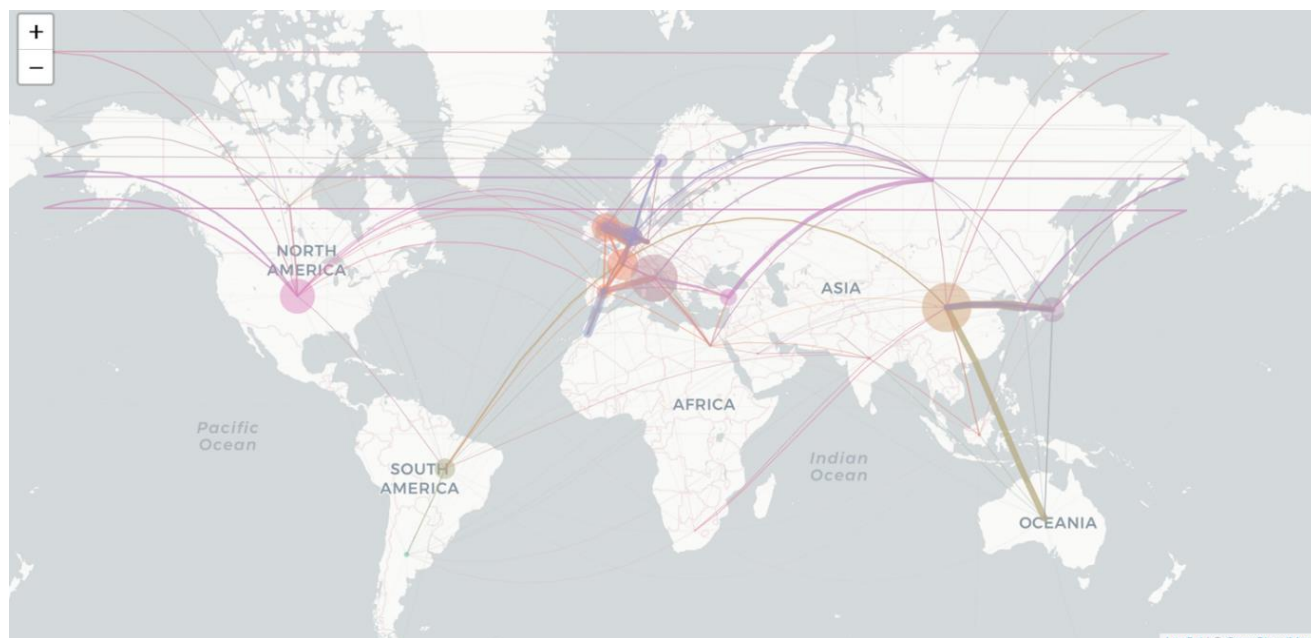 +
−
NORTH
AMERICA
ASIA
AFRICA
Pacific
Ocean
Indian
Ocean
SOUTH
AMERICA
OCEANIA